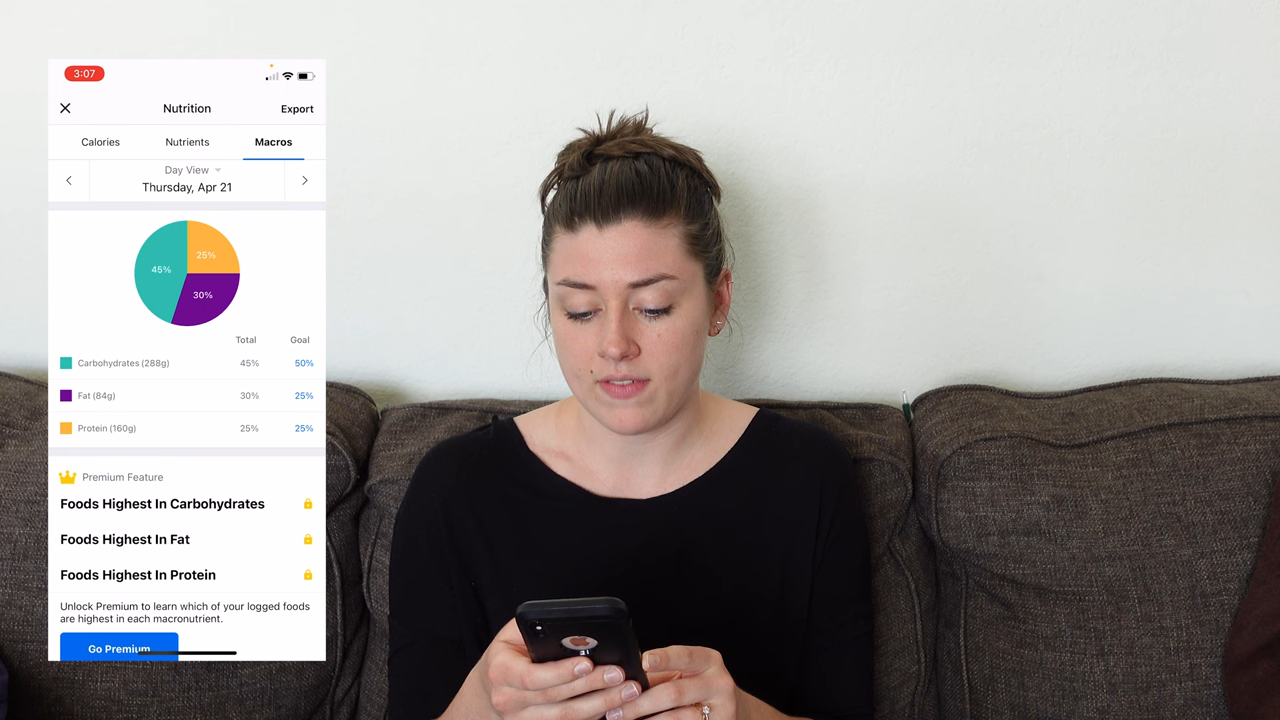 3:07
Nutrition
Export
Calories
Nutrients
Macros
Day View
Thursday, Apr 21
25%
45%
30%
Total
Goal
Carbohydrates (288g)
45%
50%
Fat (84g)
30%
25%
Protein (160g)
25%
25%
Premium Feature
Foods Highest In Carbohydrates
Foods Highest In Fat
Foods Highest In Protein
Unlock Premium to learn which of your logged foods
are highest in each macronutrient.
Go Premium